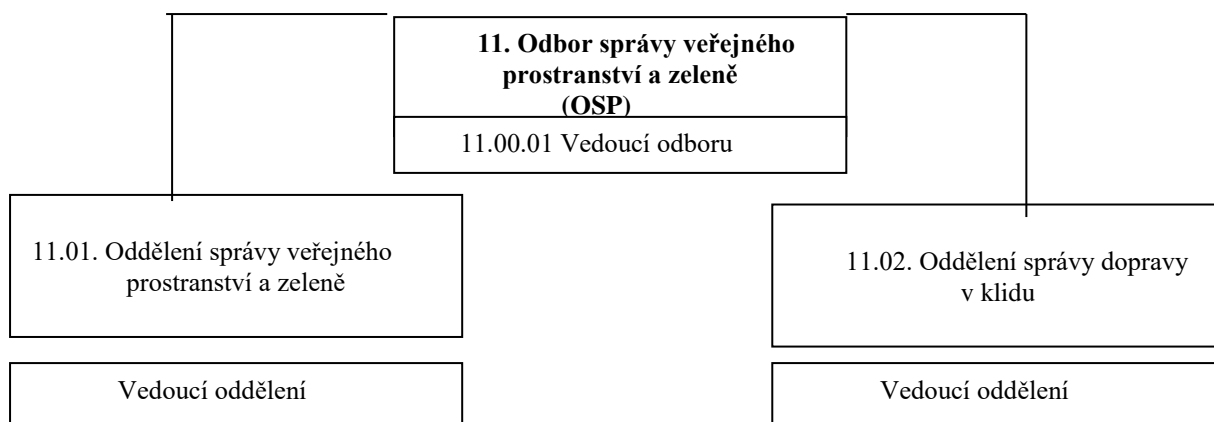 11. Odbor správy veřejného
prostranství a zeleně
(OSP)
11.00.01 Vedoucí odboru
11.01. Oddělení správy veřejného
prostranství a zeleně
Vedoucí oddělení
11.02. Oddělení správy dopravy
v klidu
Vedoucí oddělení